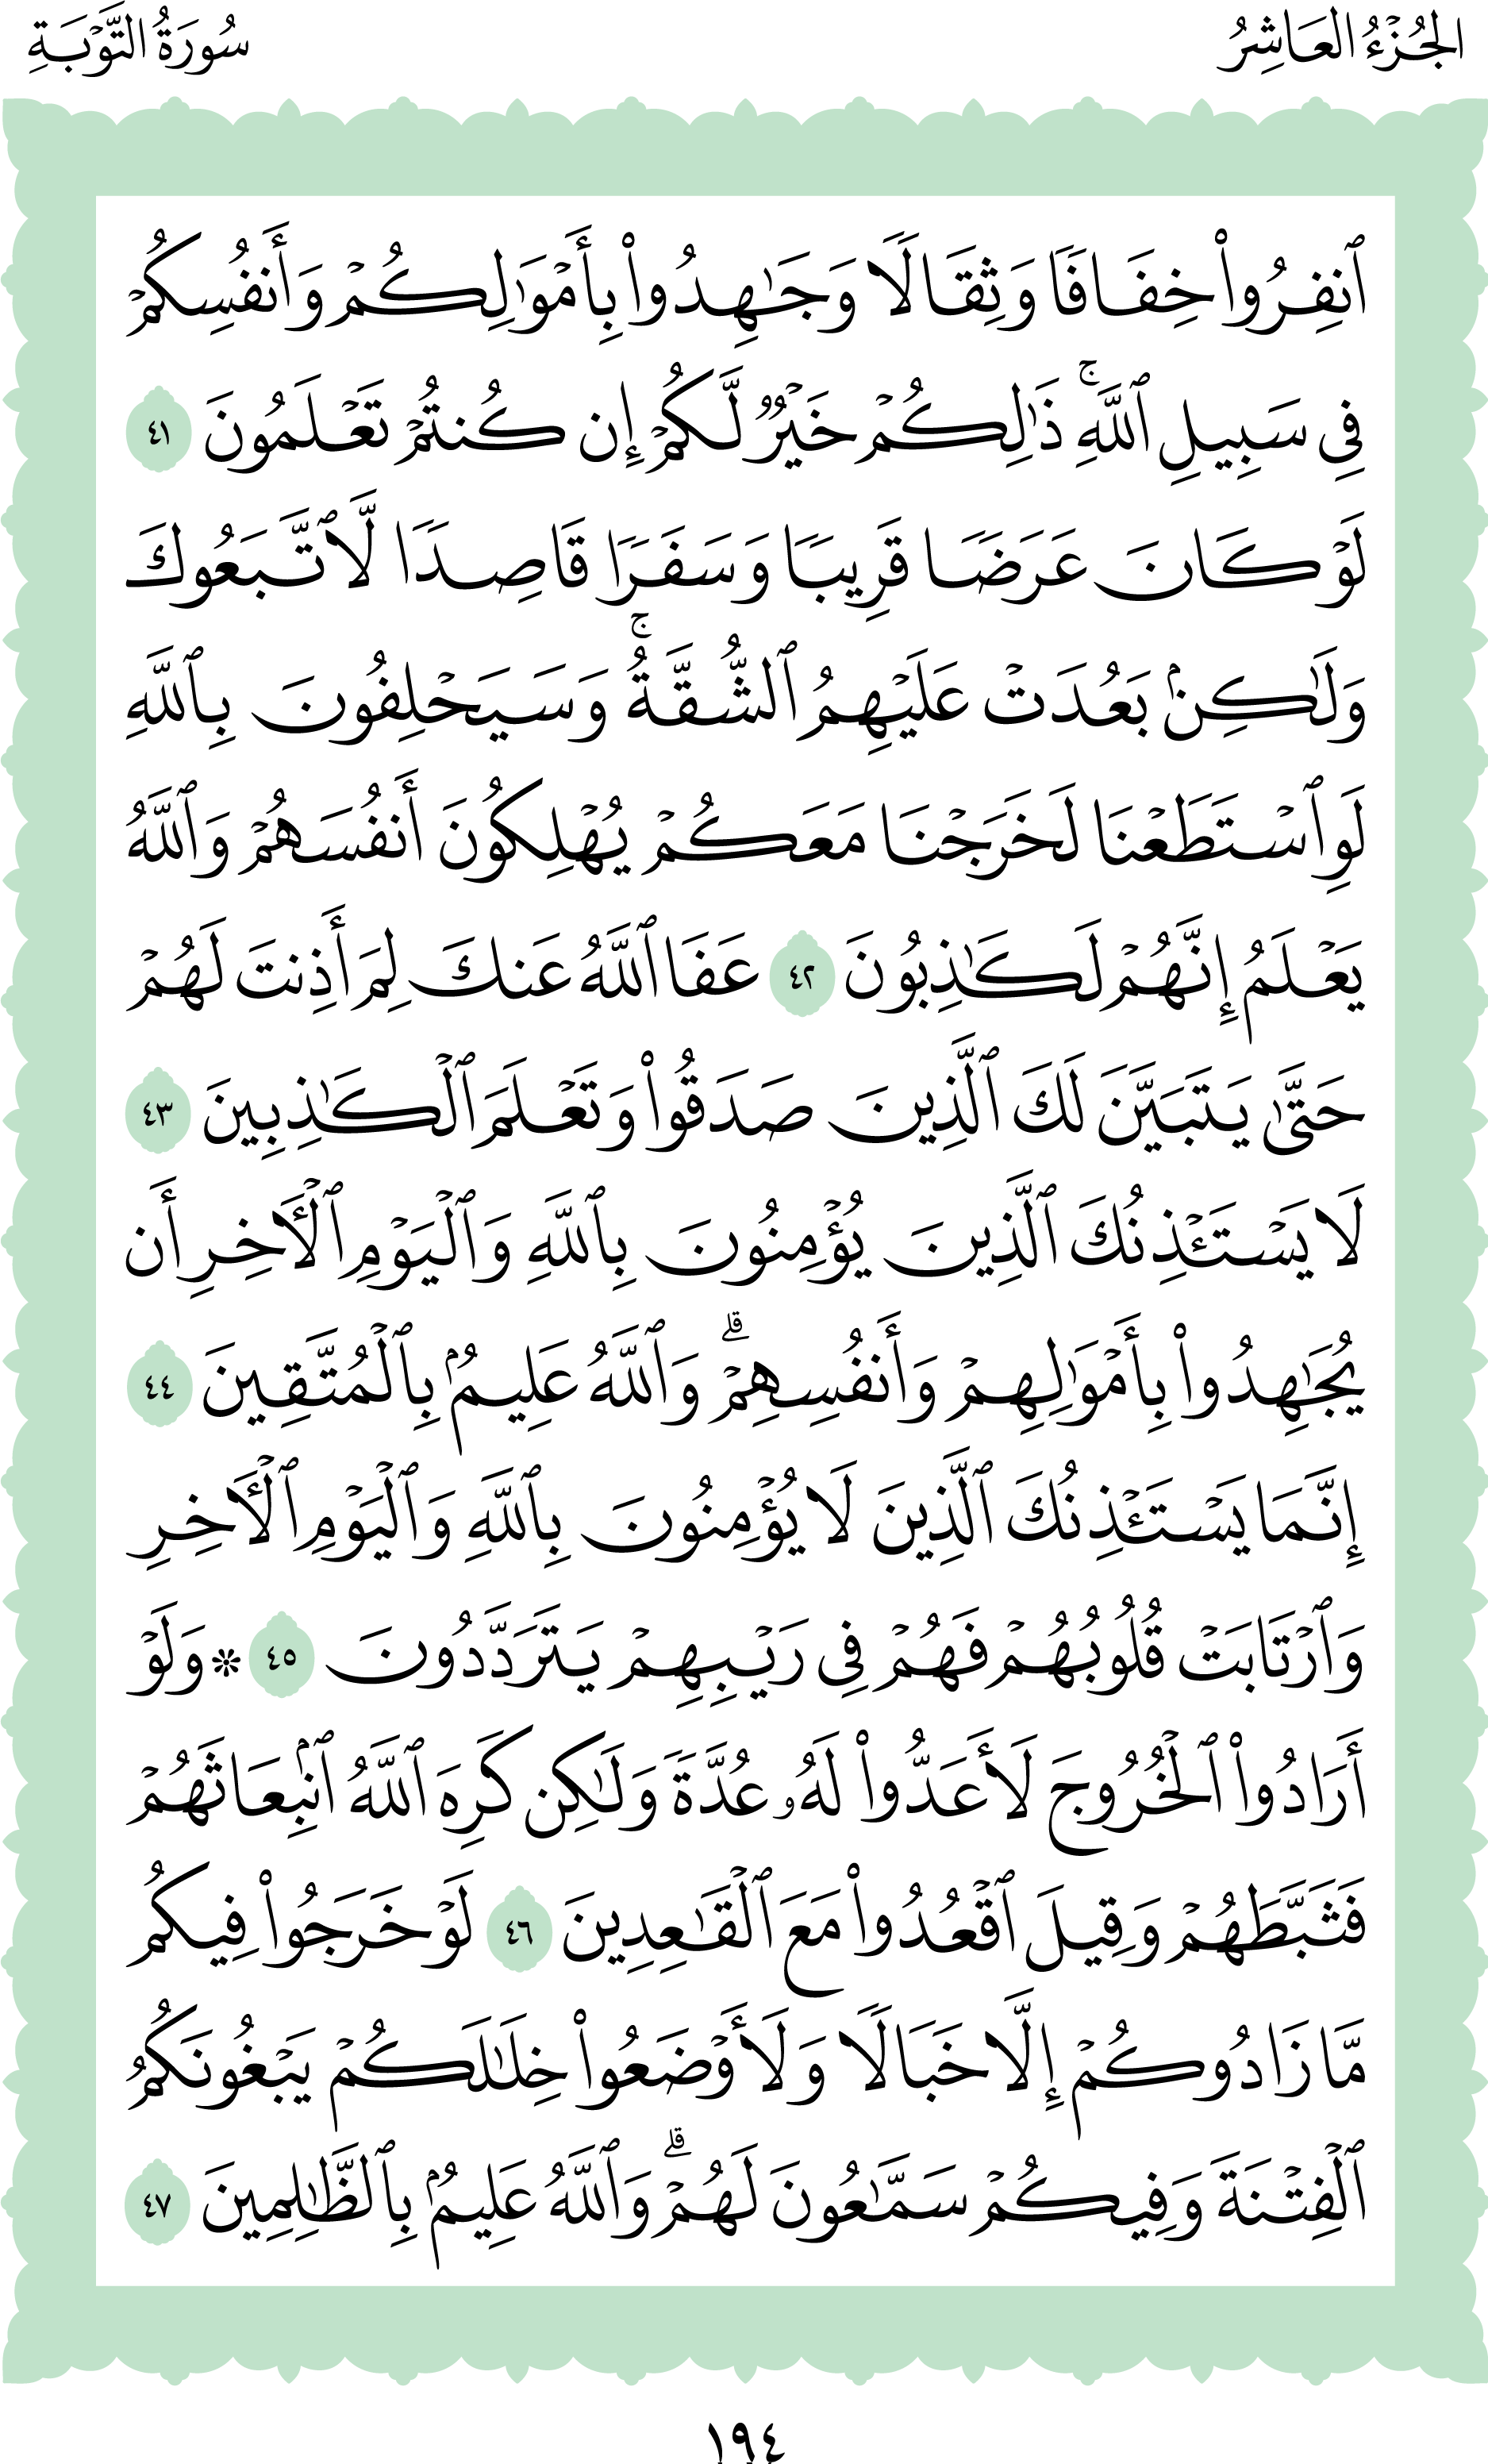 الجُزْءُ العَاشِرُ
سُورَةُ التَّوْبَةِ
ٱنفِرُوا۟ خِفَافًا وَثِقَالًا وَجَٰهِدُوا۟ بِأَمْوَٰلِكُمْ وَأَنفُسِكُمْ
فِى سَبِيلِ ٱللَّهِ ۚ ذَٰلِكُمْ خَيْرٌ لَّكُمْ إِن كُنتُمْ تَعْلَمُونَ ٤١
لَوْ كَانَ عَرَضًا قَرِيبًا وَسَفَرًا قَاصِدًا لَّٱتَّبَعُوكَ
وَلَٰكِنۢ بَعُدَتْ عَلَيْهِمُ ٱلشُّقَّةُ ۚ وَسَيَحْلِفُونَ بِٱللَّهِ
لَوِ ٱسْتَطَعْنَا لَخَرَجْنَا مَعَكُمْ يُهْلِكُونَ أَنفُسَهُمْ وَٱللَّهُ
يَعْلَمُ إِنَّهُمْ لَكَٰذِبُونَ ٤٢ عَفَا ٱللَّهُ عَنكَ لِمَ أَذِنتَ لَهُمْ
حَتَّىٰ يَتَبَيَّنَ لَكَ ٱلَّذِينَ صَدَقُوا۟ وَتَعْلَمَ ٱلْكَٰذِبِينَ ٤٣
لَا يَسْتَـْٔذِنُكَ ٱلَّذِينَ يُؤْمِنُونَ بِٱللَّهِ وَٱلْيَوْمِ ٱلْـَٔاخِرِ أَن
يُجَٰهِدُوا۟ بِأَمْوَٰلِهِمْ وَأَنفُسِهِمْ ۗ وَٱللَّهُ عَلِيمٌۢ بِٱلْمُتَّقِينَ ٤٤
إِنَّمَا يَسْتَـْٔذِنُكَ ٱلَّذِينَ لَا يُؤْمِنُونَ بِٱللَّهِ وَٱلْيَوْمِ ٱلْـَٔاخِرِ
وَٱرْتَابَتْ قُلُوبُهُمْ فَهُمْ فِى رَيْبِهِمْ يَتَرَدَّدُونَ ٤٥ * وَلَوْ
أَرَادُوا۟ ٱلْخُرُوجَ لَأَعَدُّوا۟ لَهُۥ عُدَّةً وَلَٰكِن كَرِهَ ٱللَّهُ ٱنۢبِعَاثَهُمْ
فَثَبَّطَهُمْ وَقِيلَ ٱقْعُدُوا۟ مَعَ ٱلْقَٰعِدِينَ ٤٦ لَوْ خَرَجُوا۟ فِيكُم
مَّا زَادُوكُمْ إِلَّا خَبَالًا وَلَأَوْضَعُوا۟ خِلَٰلَكُمْ يَبْغُونَكُمُ
ٱلْفِتْنَةَ وَفِيكُمْ سَمَّٰعُونَ لَهُمْ ۗ وَٱللَّهُ عَلِيمٌۢ بِٱلظَّٰلِمِينَ ٤٧
١٩٤